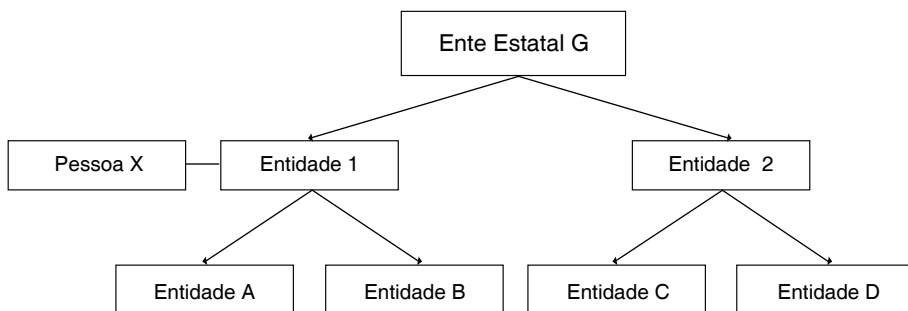 Ente Estatal G
Pessoa X
Entidade 1
Entidade 2
Entidade A
Entidade B
Entidade C
Entidade D